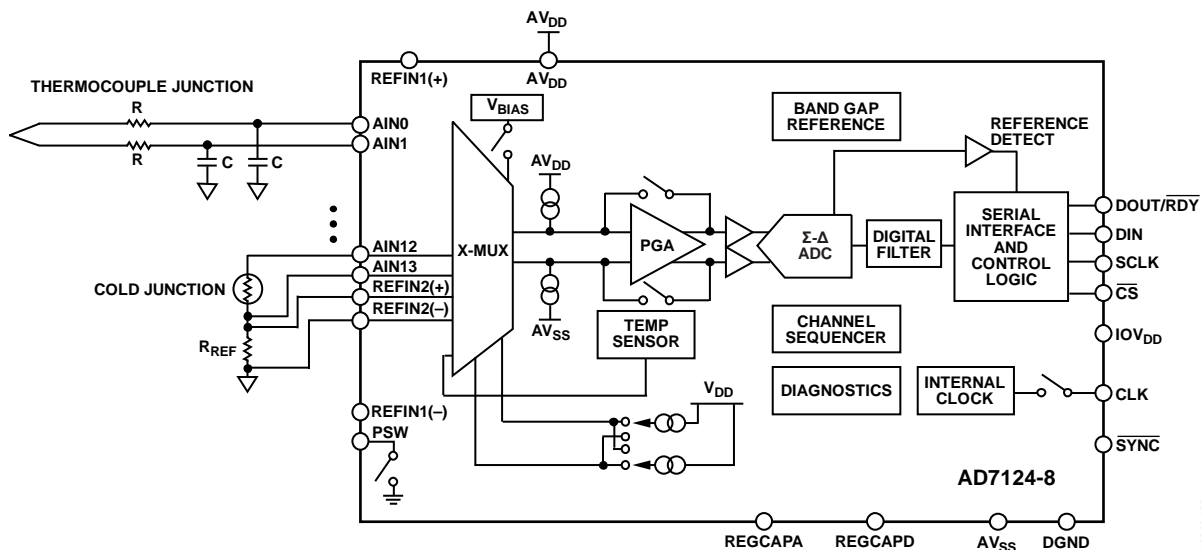 AVDD
REFIN1(+)
AVDD
THERMOCOUPLE JUNCTION
R
R
C
C
AIN0
AIN1
VBIAS
BAND GAP
REFERENCE
REFERENCE
DETECT
AVDD
X-MUX
PGA
Σ-Δ
ADC
DIGITAL
FILTER
SERIAL
INTERFACE
AND
CONTROL
LOGIC
DOUT/RDY
DIN
SCLK
CS
AIN12
AIN13
REFIN2(+)
REFIN2(–)
COLD JUNCTION
RREF
AVSS
TEMP
SENSOR
CHANNEL
SEQUENCER
IOVDD
VDD
DIAGNOSTICS
INTERNAL
CLOCK
CLK
REFIN1(–)
PSW
SYNC
AD7124-8
REGCAPA
REGCAPD
AVSS
DGND